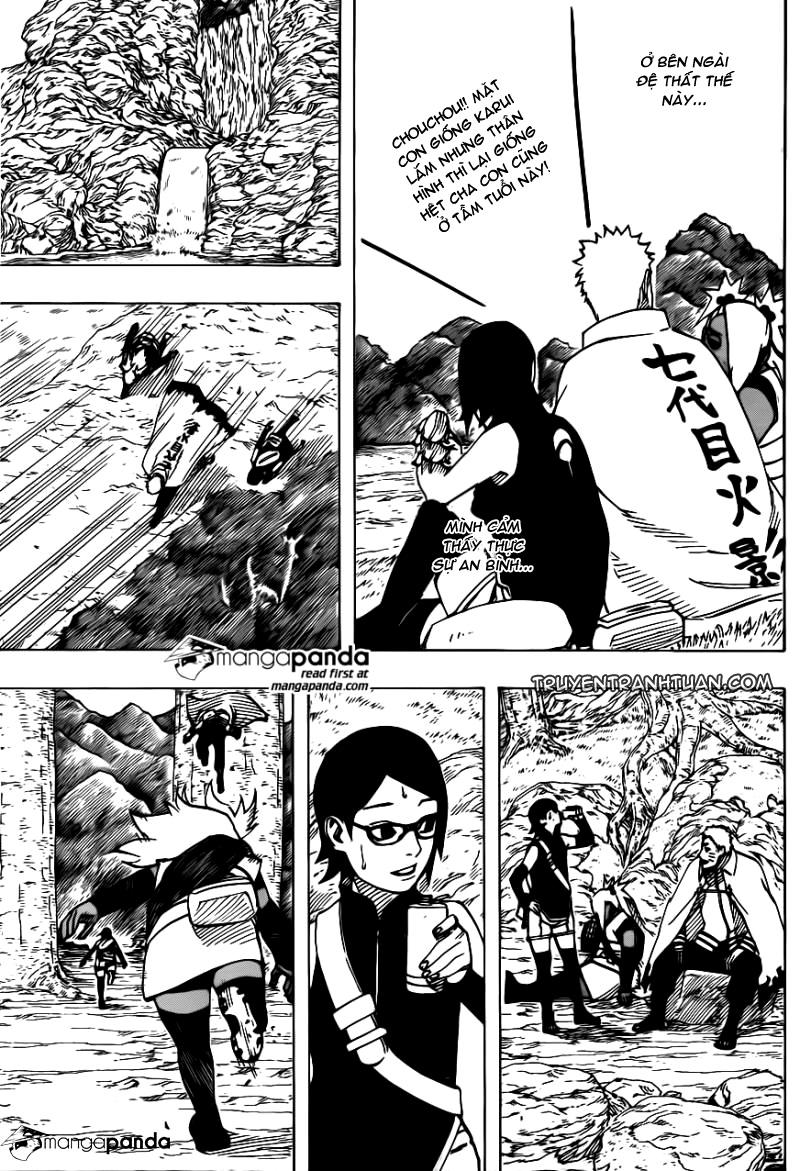 Ở BÊN NGÀI
ĐỆ THẤT THẾ
NÀY...
CHOUCHOU!! MẶT
CON GIỐNG KARUI
LẮM NHƯNG THÂN
HÌNH THÌ LẠI GIỐNG
HỆT CHA CON CŨNG
Ở TẦM TUỔI NÀY!
七代目火影
MÌNH CẢM
THẤY THỰC
SỰ AN BÌNH...
mangapanda
read first at
mangapanda.com
TRUYENTRANHTUAN.COM
mangapanda